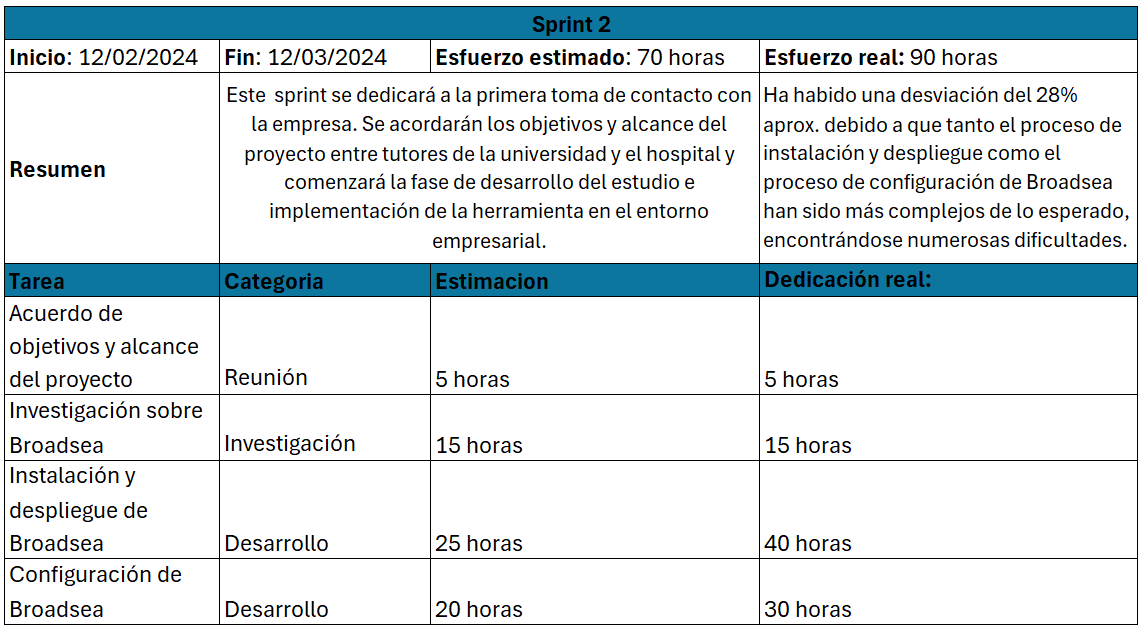 Sprint 2
Inicio: 12/02/2024 Fin: 12/03/2024 Esfuerzo estimado: 70 horas Esfuerzo real: 90 horas
Resumen
Este sprint se dedicará a la primera toma de contacto con
la empresa. Se acordarán los objetivos y alcance del
proyecto entre tutores de la universidad y el hospital y
comenzará la fase de desarrollo del estudio e
implementación de la herramienta en el entorno
empresarial.
Ha habido una desviación del 28%
aprox. debido a que tanto el proceso de
instalación y despliegue como el
proceso de configuración de Broadsea
han sido más complejos de lo esperado,
encontrándose numerosas dificultades.
Tarea Categoria Estimacion Dedicación real:
Acuerdo de
objetivos y alcance
del proyecto Reunión 5 horas 5 horas
Investigación sobre
Broadsea Investigación 15 horas 15 horas
Instalación y
despliegue de
Broadsea Desarrollo 25 horas 40 horas
Configuración de
Broadsea Desarrollo 20 horas 30 horas